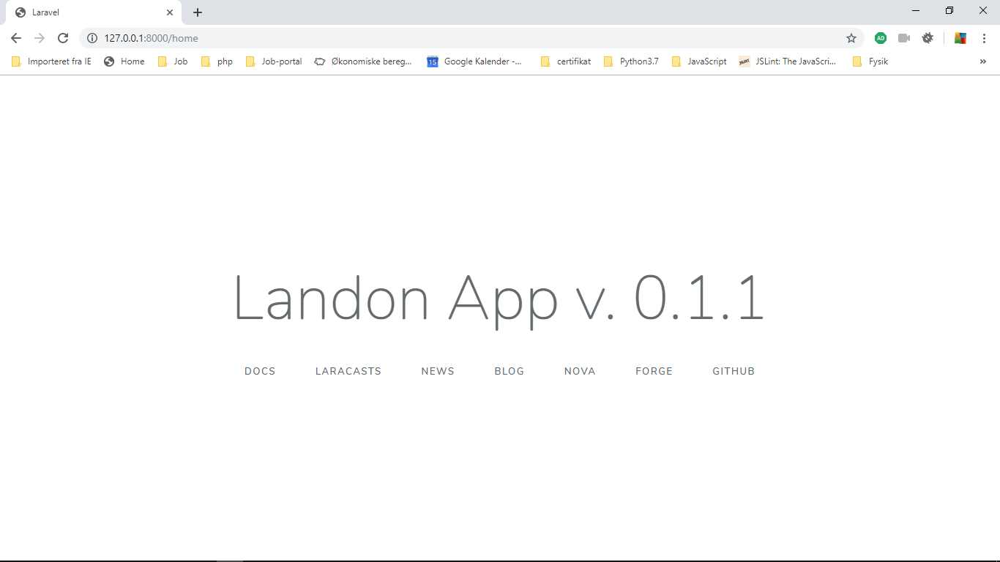 Laravel
127.0.0.1:8000/home
AD
Importeret fra IE Home Job php Job-portal Økonomiske bereg... 15 Google Kalender -... certifikat Python3.7 JavaScript JSLint: The JavaScri... Fysik »
Landon App v. 0.1.1
DOCS LARACASTS NEWS BLOG NOVA FORGE GITHUB